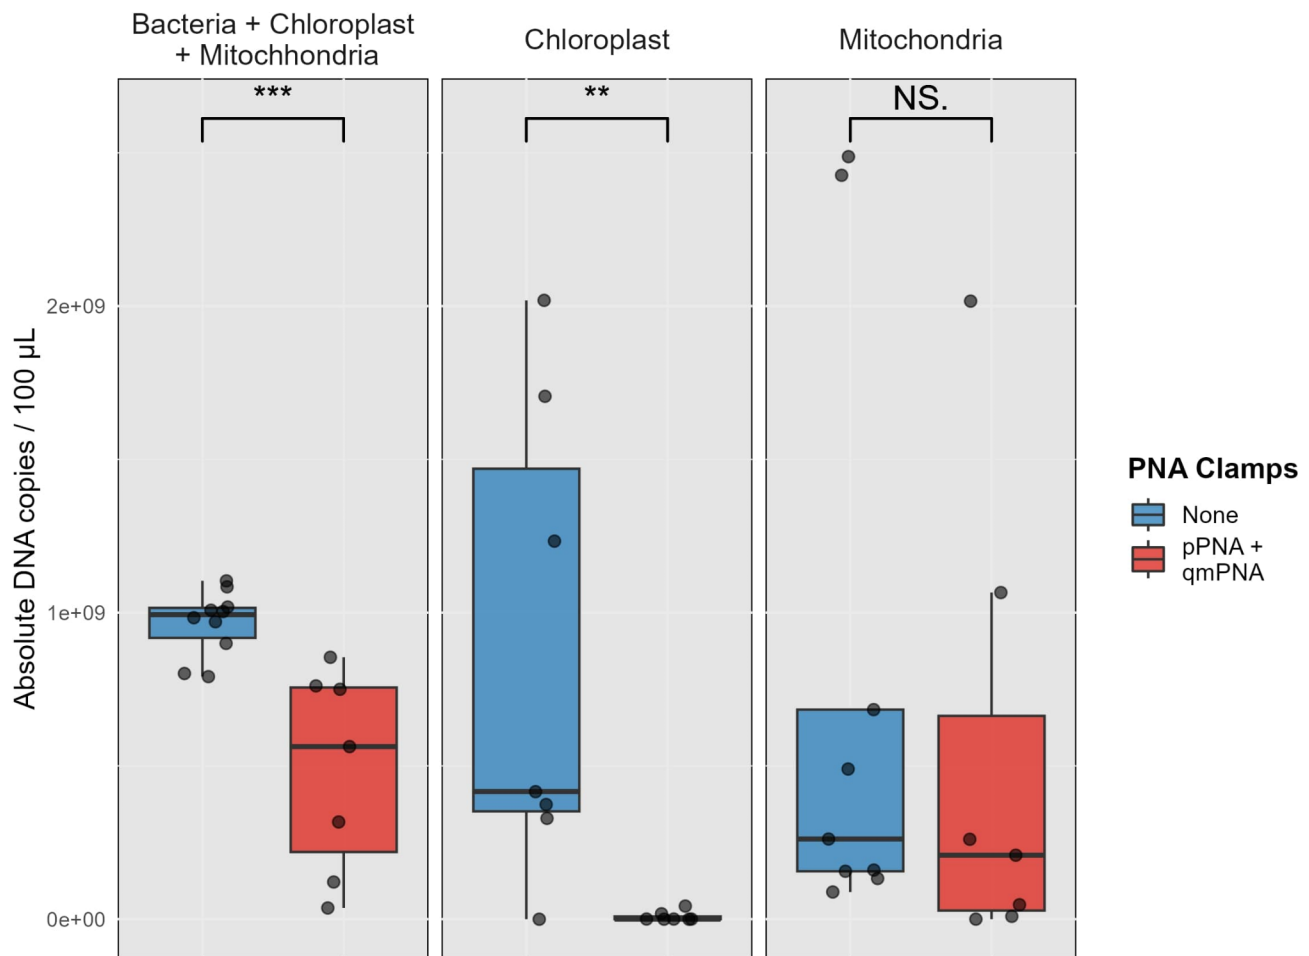 Bacteria + Chloroplast
+ Mitochhondria
Chloroplast
Mitochondria
***
**
NS.
Absolute DNA copies / 100 µL
2e+09
1e+09
0e+00
PNA Clamps
None
pPNA +
qmPNA